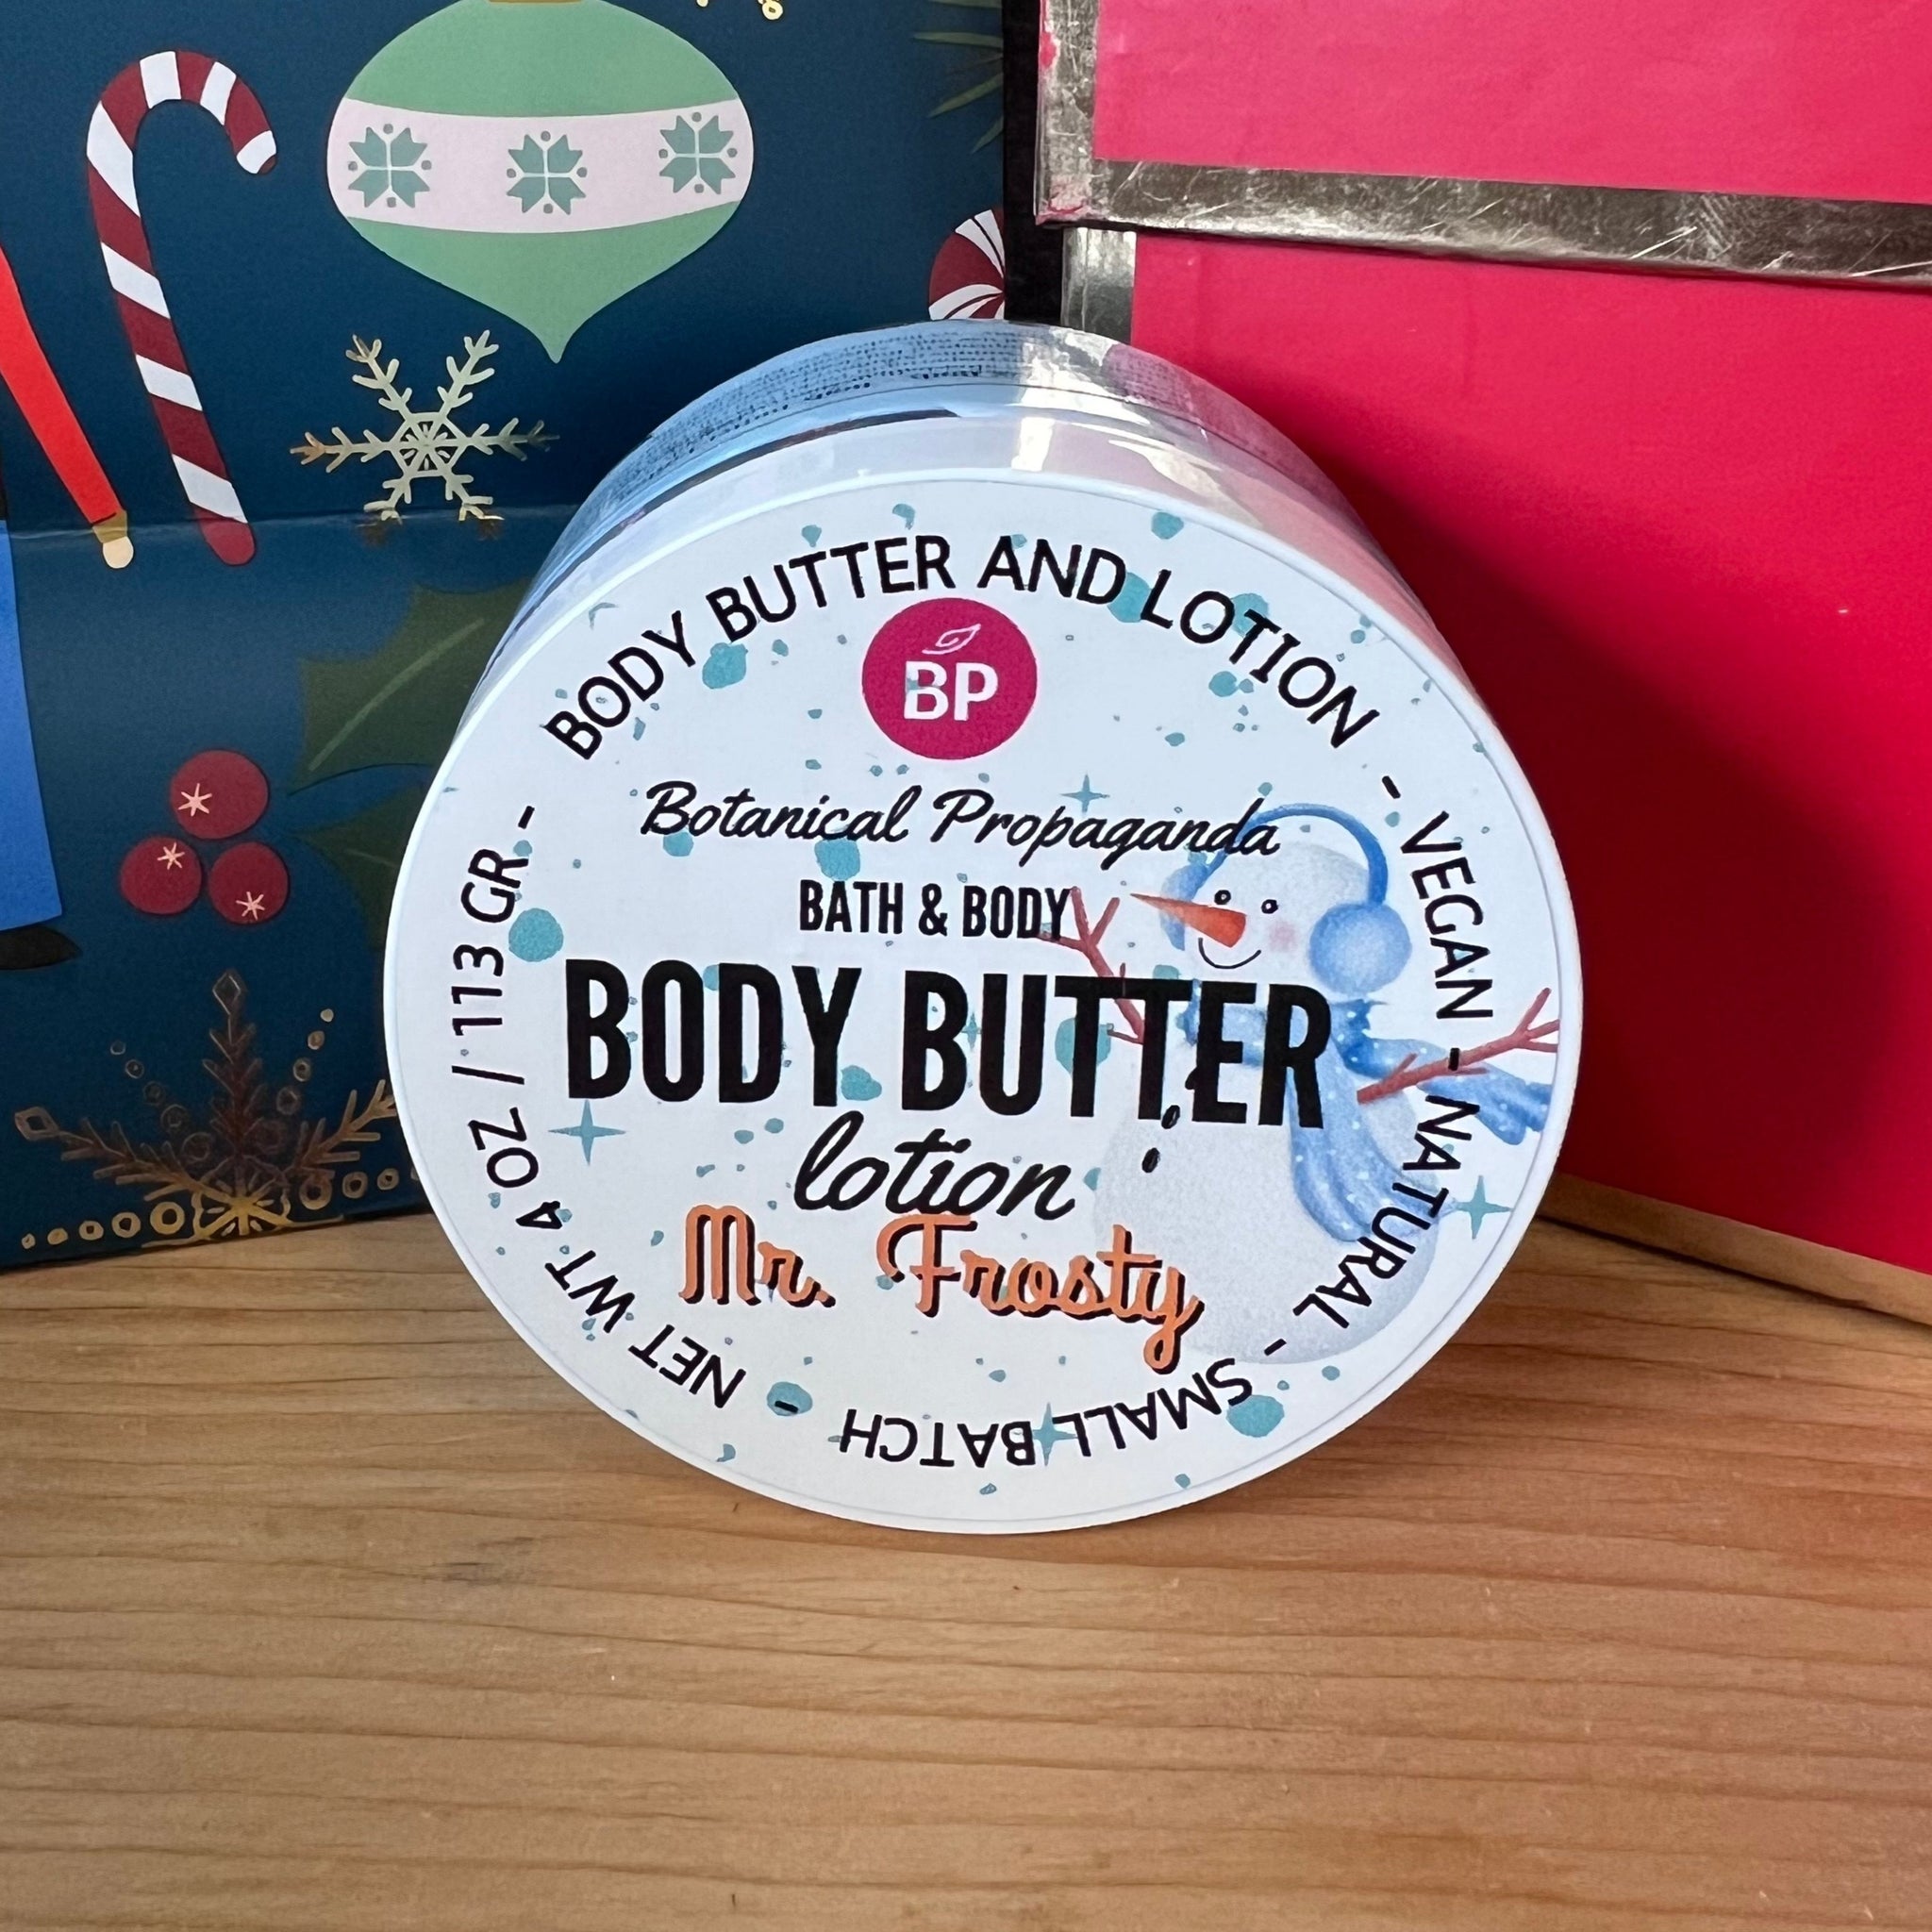 BODY BUTTER AND LOTION - VEGAN - NATURAL - SMALL BATCH - NET WT 4 OZ / 113 GR -
BP
Botanical Propaganda
BATH & BODY
BODY BUTTER
lotion
Mr. Frosty